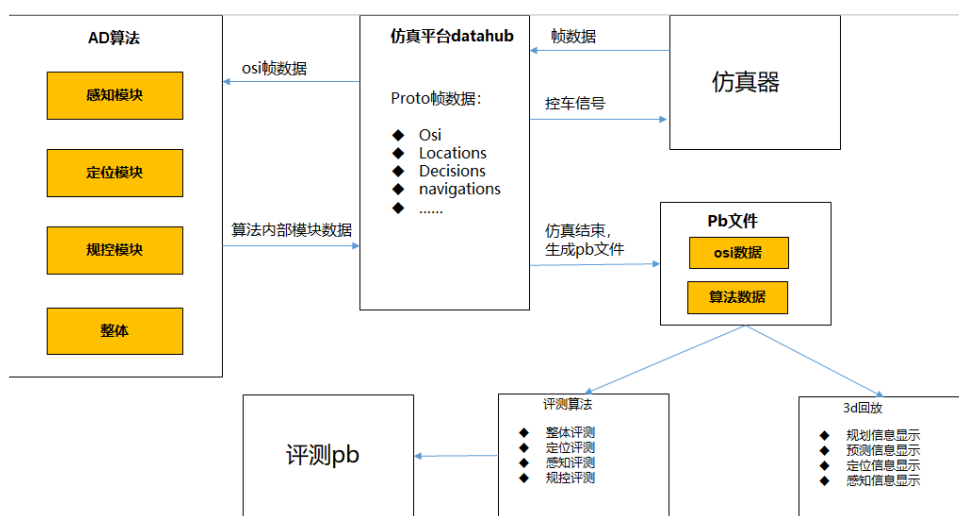 AD算法
感知模块
定位模块
规控模块
整体
osi帧数据
算法内部模块数据
仿真平台datahub
Proto帧数据：
◆ Osi
◆ Locations
◆ Decisions
◆ navigations
◆ ……
帧数据
控车信号
仿真器
仿真结束，
生成pb文件
Pb文件
osi数据
算法数据
评测pb
评测算法
◆ 整体评测
◆ 定位评测
◆ 感知评测
◆ 规控评测
3d回放
◆ 规划信息显示
◆ 预测信息显示
◆ 定位信息显示
◆ 感知信息显示